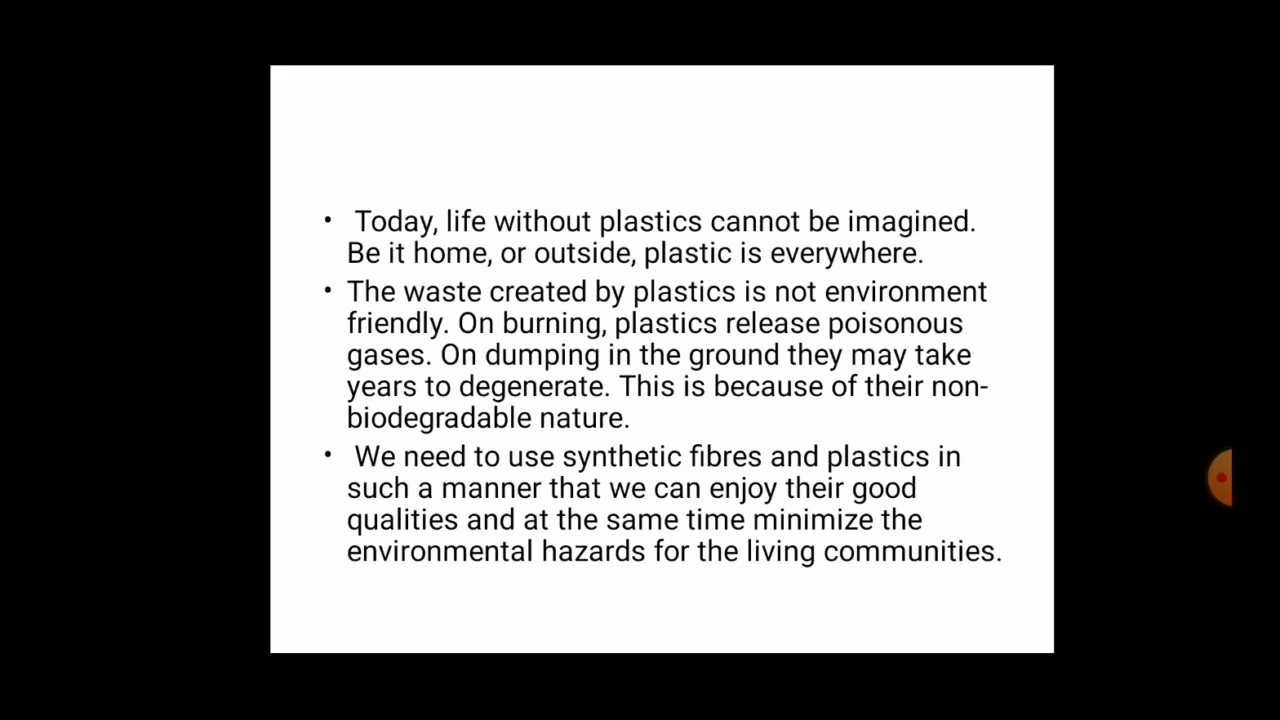 • Today, life without plastics cannot be imagined.
Be it home, or outside, plastic is everywhere.
• The waste created by plastics is not environment
friendly. On burning, plastics release poisonous
gases. On dumping in the ground they may take
years to degenerate. This is because of their non-
biodegradable nature.
• We need to use synthetic fibres and plastics in
such a manner that we can enjoy their good
qualities and at the same time minimize the
environmental hazards for the living communities.